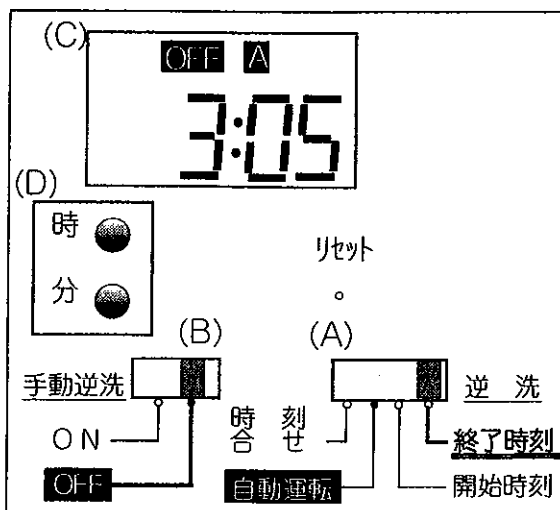 (C)
OFF A
3:05
(D)
時
分
リセット
(B)
(A)
手動逆洗
時刻合せ
逆洗
ON
終了時刻
OFF
自動運転
開始時刻